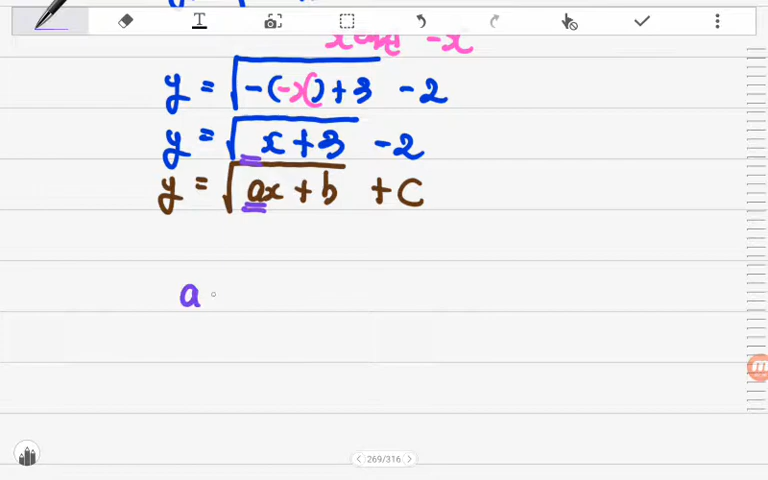 y = √-(-x)+3 - 2
y = √x+3 - 2
y = √ax+b + c
a
269/316